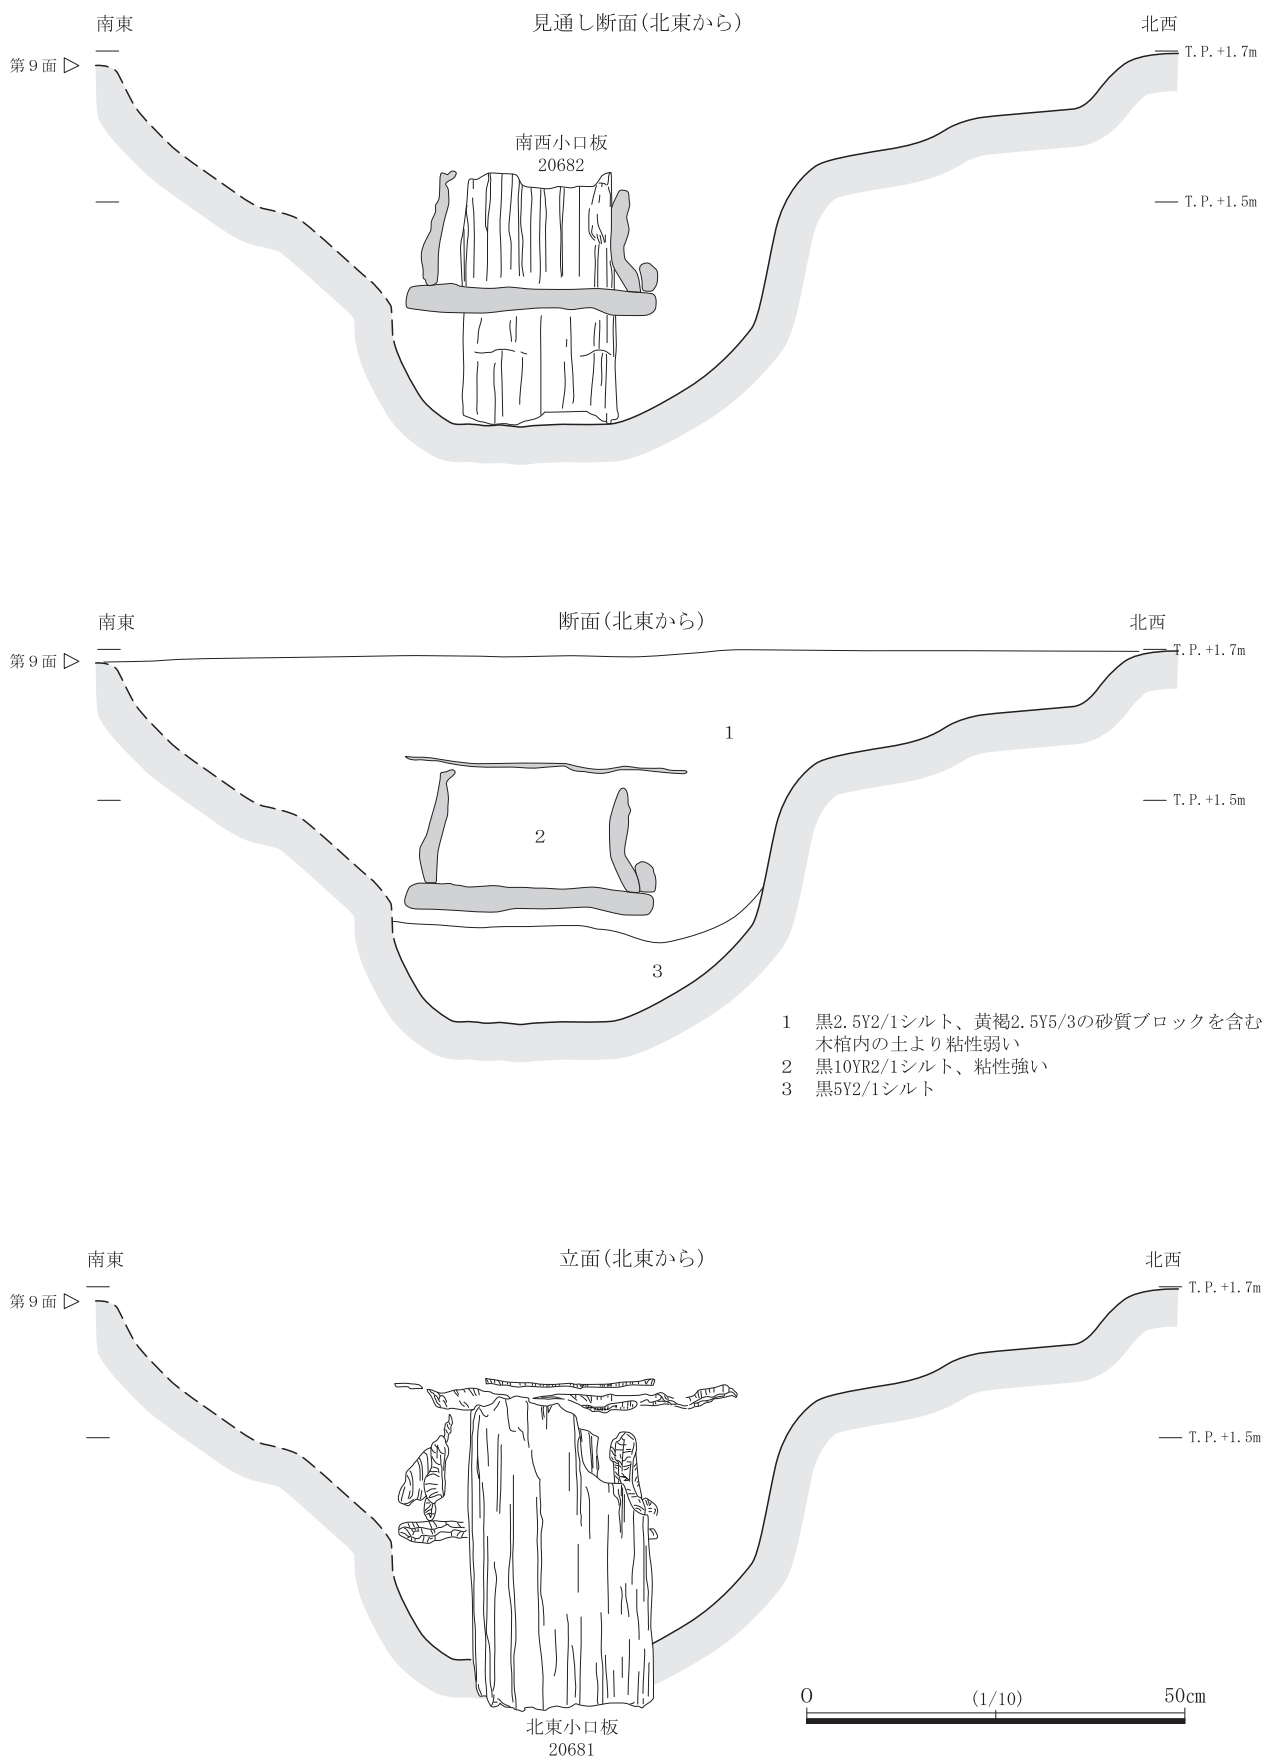 見通し断面(北東から)
南東
北西
第９面
T.P.+1.7m
南西小口板
20682
T.P.+1.5m
断面(北東から)
南東
北西
第９面
T.P.+1.7m
1
T.P.+1.5m
2
3
1 黒2.5Y2/1シルト、黄褐2.5Y5/3の砂質ブロックを含む
木棺内の土より粘性弱い
2 黒10YR2/1シルト、粘性強い
3 黒5Y2/1シルト
立面(北東から)
南東
北西
第９面
T.P.+1.7m
T.P.+1.5m
0 (1/10) 50cm
北東小口板
20681